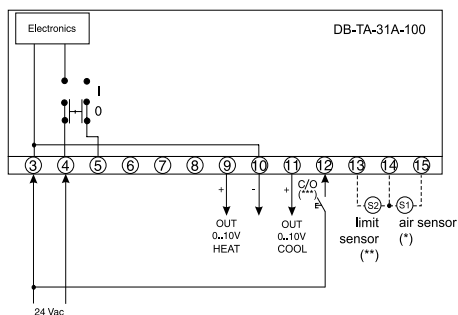 Electronics
DB-TA-31A-100
I
0
3 4 5 6 7 8 9 10 11 12 13 14 15
+ - +
C/O
(***)
S2 S1
OUT
0..10V
HEAT
OUT
0..10V
COOL
limit
sensor
(**)
air sensor
(*)
24 Vac